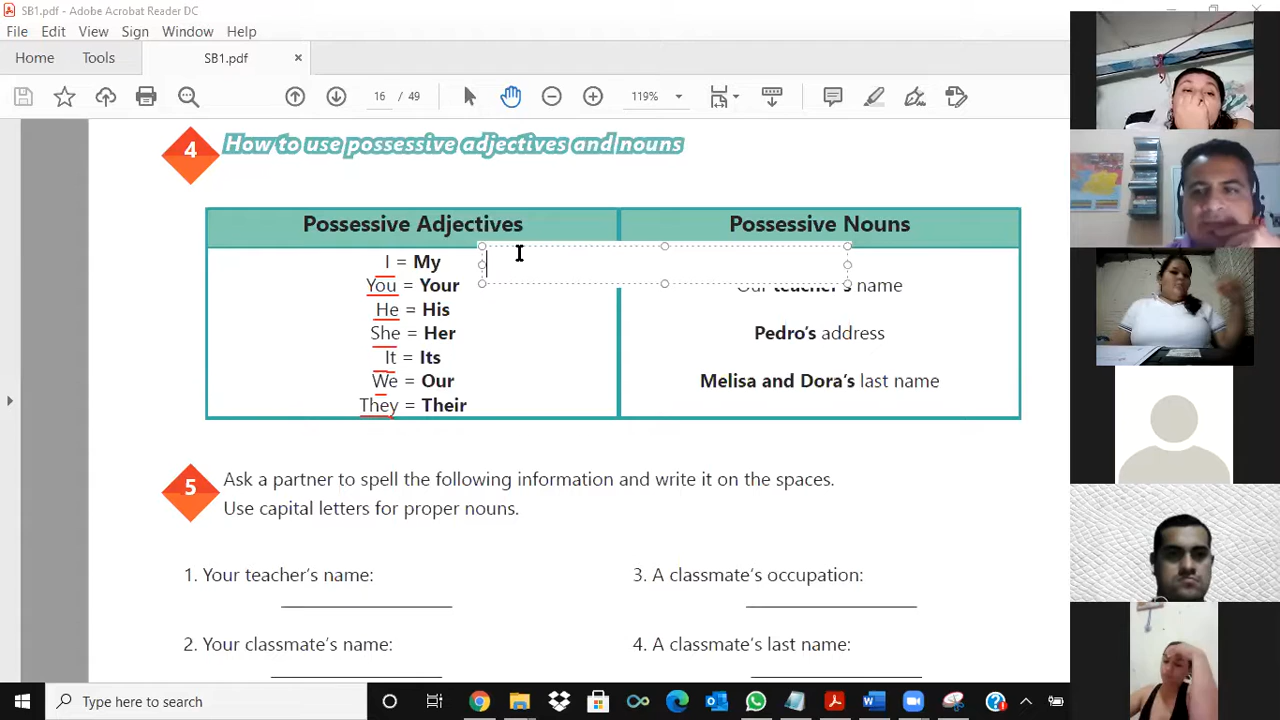 SB1.pdf - Adobe Acrobat Reader DC
File Edit View Sign Window Help
Home Tools SB1.pdf ×
16 / 49 119%
4 How to use possessive adjectives and nouns
Possessive Adjectives
I = My
You = Your
He = His
She = Her
It = Its
We = Our
They = Their
Possessive Nouns
Our teacher's name
Pedro's address
Melisa and Dora's last name
5 Ask a partner to spell the following information and write it on the spaces.
Use capital letters for proper nouns.
1. Your teacher's name:
2. Your classmate's name:
3. A classmate's occupation:
4. A classmate's last name:
Type here to search